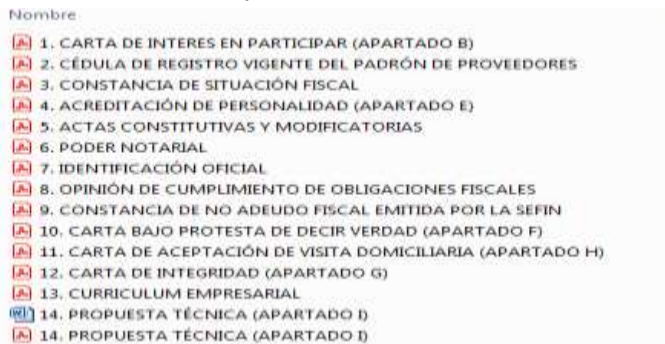 Nombre
1. CARTA DE INTERES EN PARTICIPAR (APARTADO B)
2. CÉDULA DE REGISTRO VIGENTE DEL PADRÓN DE PROVEEDORES
3. CONSTANCIA DE SITUACIÓN FISCAL
4. ACREDITACIÓN DE PERSONALIDAD (APARTADO E)
5. ACTAS CONSTITUTIVAS Y MODIFICATORIAS
6. PODER NOTARIAL
7. IDENTIFICACIÓN OFICIAL
8. OPINIÓN DE CUMPLIMIENTO DE OBLIGACIONES FISCALES
9. CONSTANCIA DE NO ADEUDO FISCAL EMITIDA POR LA SEFIN
10. CARTA BAJO PROTESTA DE DECIR VERDAD (APARTADO F)
11. CARTA DE ACEPTACIÓN DE VISITA DOMICILIARIA (APARTADO H)
12. CARTA DE INTEGRIDAD (APARTADO G)
13. CURRICULUM EMPRESARIAL
14. PROPUESTA TÉCNICA (APARTADO I)
14. PROPUESTA TÉCNICA (APARTADO I)